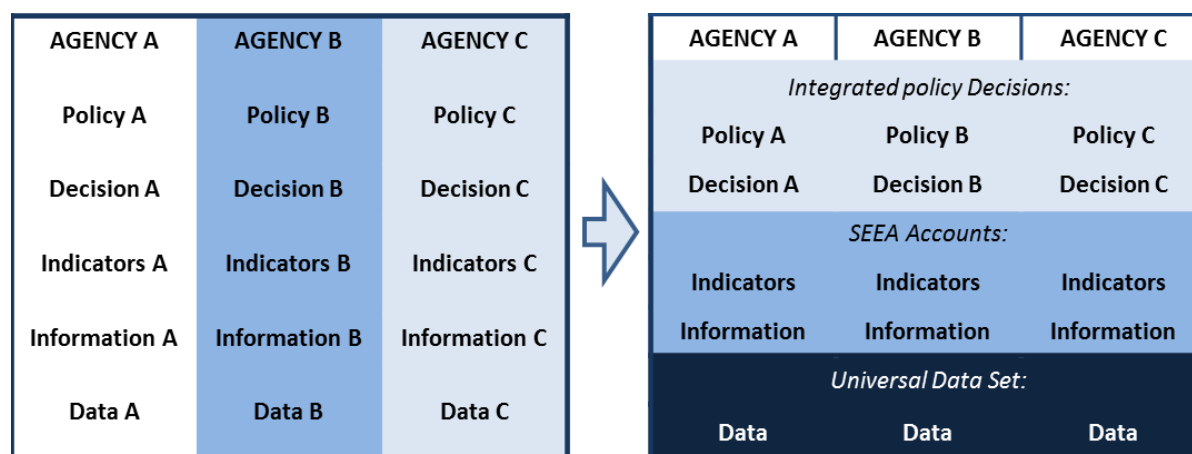 AGENCY A AGENCY B AGENCY C
Policy A Policy B Policy C
Decision A Decision B Decision C
Indicators A Indicators B Indicators C
Information A Information B Information C
Data A Data B Data C
AGENCY A AGENCY B AGENCY C
Integrated policy Decisions:
Policy A Policy B Policy C
Decision A Decision B Decision C
SEEA Accounts:
Indicators Indicators Indicators
Information Information Information
Universal Data Set:
Data Data Data